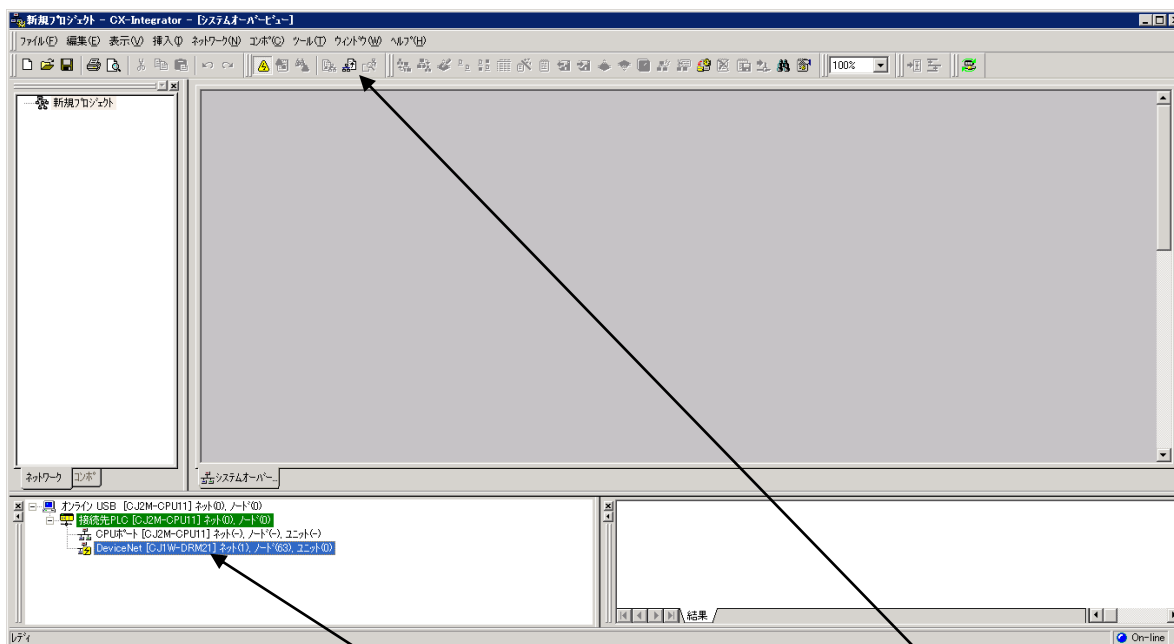 新規プロジェクト - CX-Integrator - [システムオーバービュー]
ファイル(F) 編集(E) 表示(V) 挿入(I) ネットワーク(N) コンポ(C) ツール(T) ウィンドウ(W) ヘルプ(H)
100%
新規プロジェクト
ネットワーク コンポ
システムオーバー...
オンライン USB [CJ2M-CPU11] ネット(0), ノード(0)
接続先PLC [CJ2M-CPU11] ネット(0), ノード(0)
CPUポート [CJ2M-CPU11] ネット(-), ノード(-), ユニット(-)
DeviceNet [CJ1W-DRM21] ネット(1), ノード(63), ユニット(0)
結果
レディ
On-line